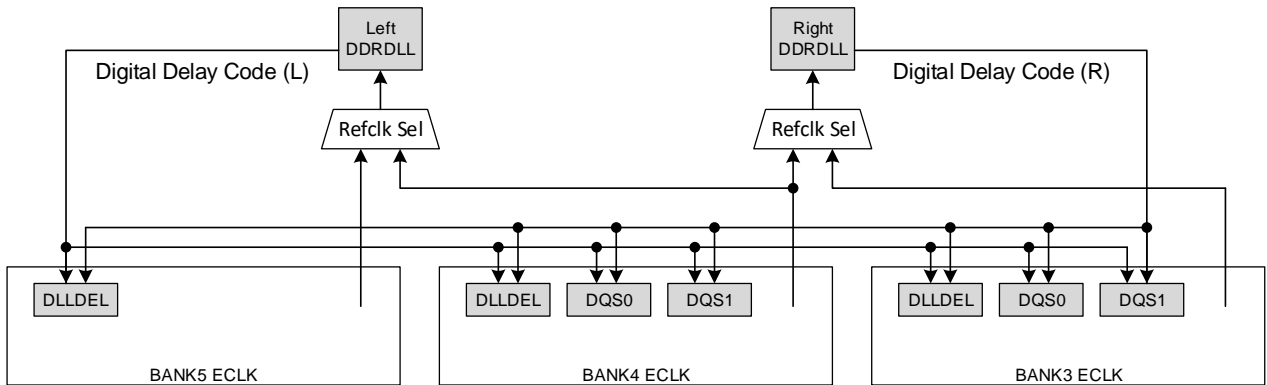 Left
DDRDLL
Right
DDRDLL
Digital Delay Code (L)
Digital Delay Code (R)
Refclk Sel
Refclk Sel
DLLDEL
DLLDEL
DQS0
DQS1
DLLDEL
DQS0
DQS1
BANK5 ECLK
BANK4 ECLK
BANK3 ECLK